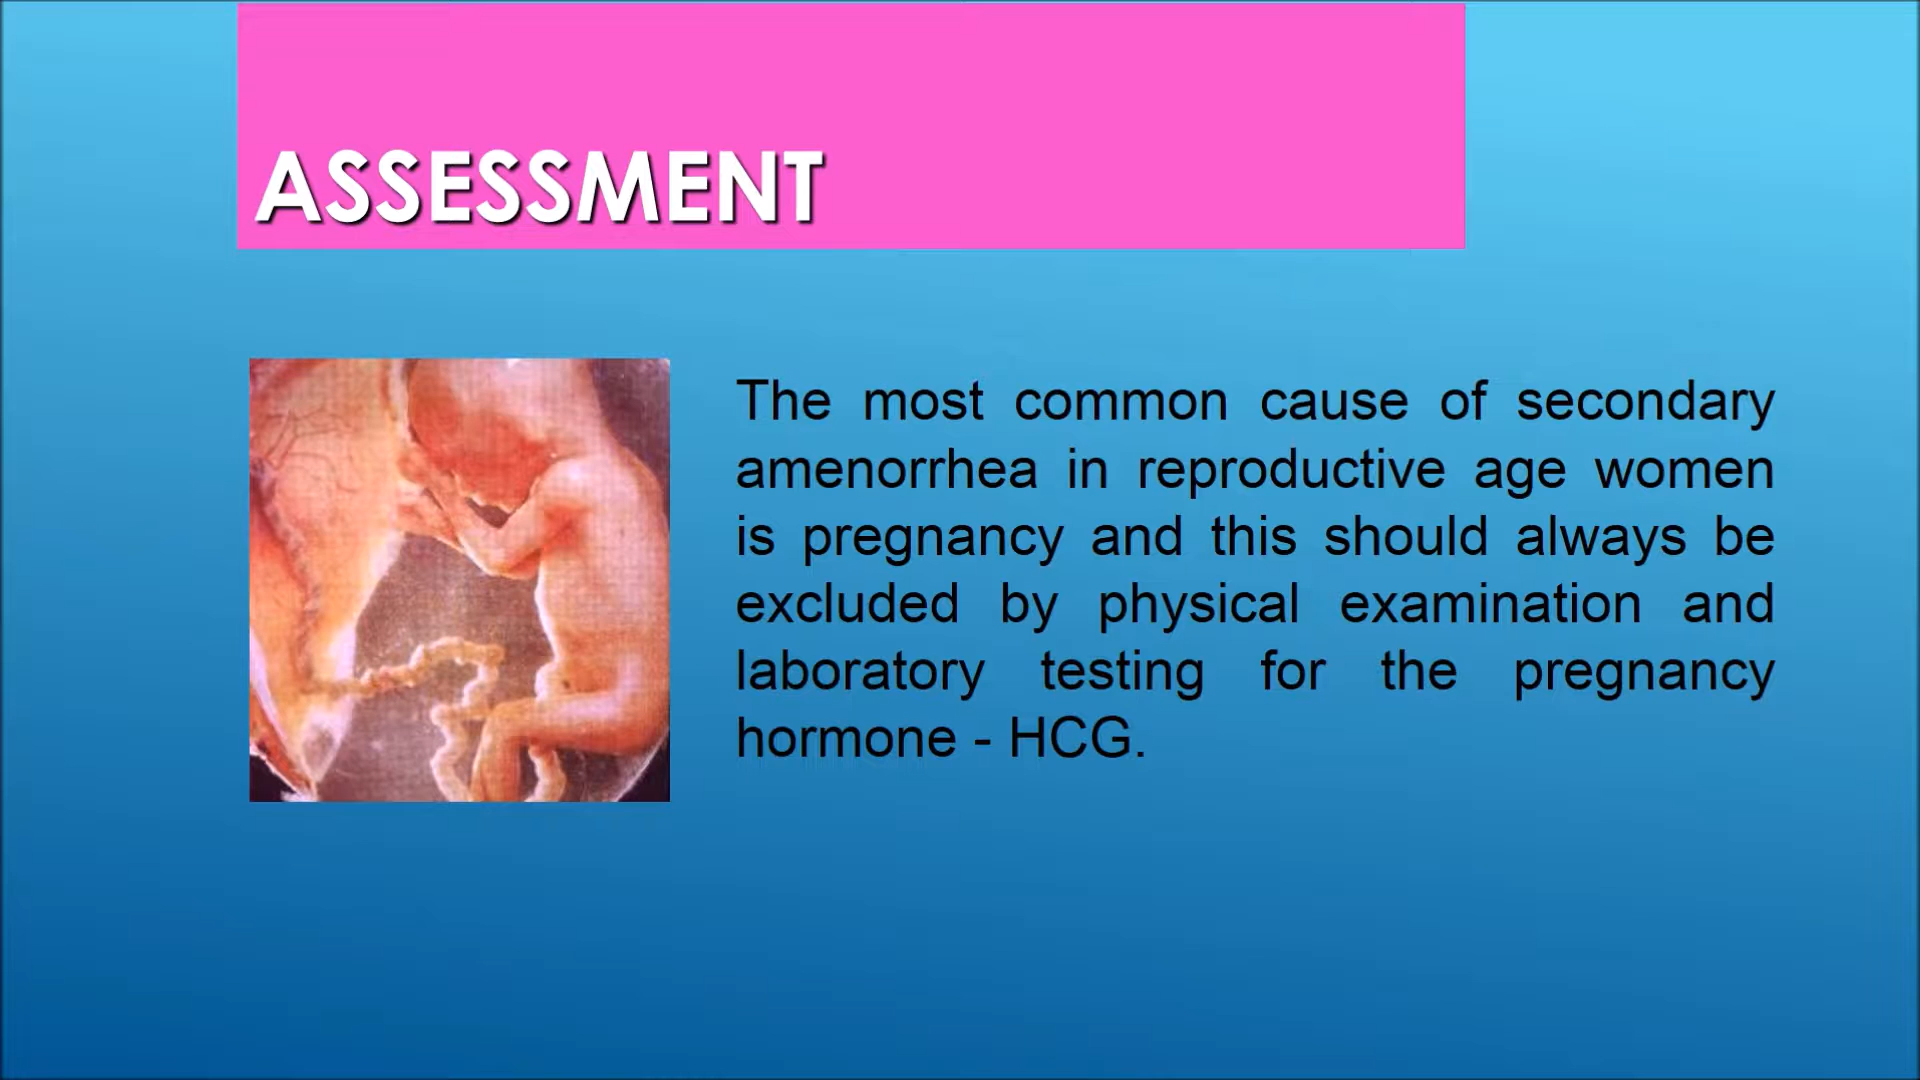 ASSESSMENT
The most common cause of secondary
amenorrhea in reproductive age women
is pregnancy and this should always be
excluded by physical examination and
laboratory testing for the pregnancy
hormone - HCG.